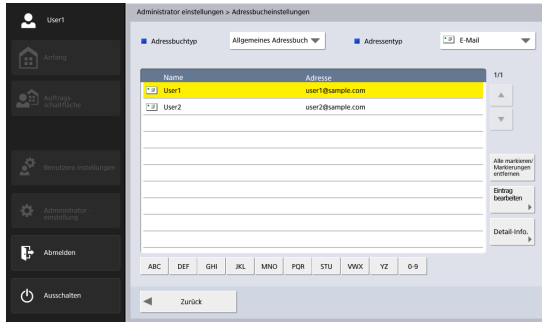 User1
Anfang
Auftrags-
schaltfläche
Benutzere instellungen
Administrator -
einstellung
Abmelden
Ausschalten
Administrator einstellungen > Adressbucheinstellungen
Adressbuchtyp
Allgemeines Adressbuch
Adressentyp
E-Mail
Name Adresse
User1 user1@sample.com
User2 user2@sample.com
1/1
Alle markieren/
Markierungen
entfernen
Eintrag
bearbeiten
Detail-Info.
ABC DEF GHI JKL MNO PQR STU VWX YZ 0-9
Zurück